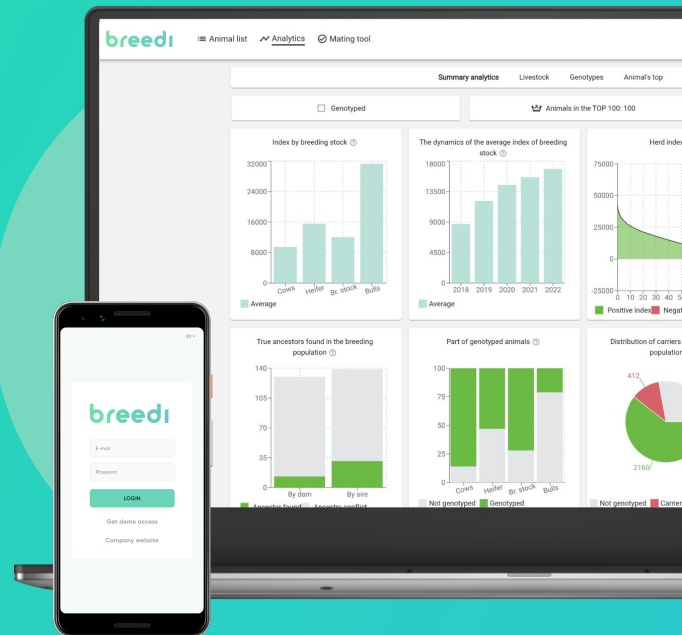 breedi
Animal list
Analytics
Mating tool
Summary analytics
Livestock
Genotypes
Animal's top
Genotyped
Animals in the TOP 100: 100
Index by breeding stock
32000
24000
16000
8000
0
Cows
Heifer
Br. stock
Bulls
Average
The dynamics of the average index of breeding
stock
18000
13500
9000
4500
0
2018
2019
2020
2021
2022
Average
Herd index
75000
50000
25000
0
-25000
0 10 20 30 40 5
Positive index
Negat
True ancestors found in the breeding
population
140
105
70
35
0
By dam
By sire
Ancestor found
Ancestry conflict
Part of genotyped animals
100
75
50
25
0
Cows
Heifer
Br. stock
Bulls
Not genotyped
Genotyped
Distribution of carriers
population
412
2160
Not genotyped
Carrier
breedi
E-mail
Password
LOGIN
Get demo access
Company website